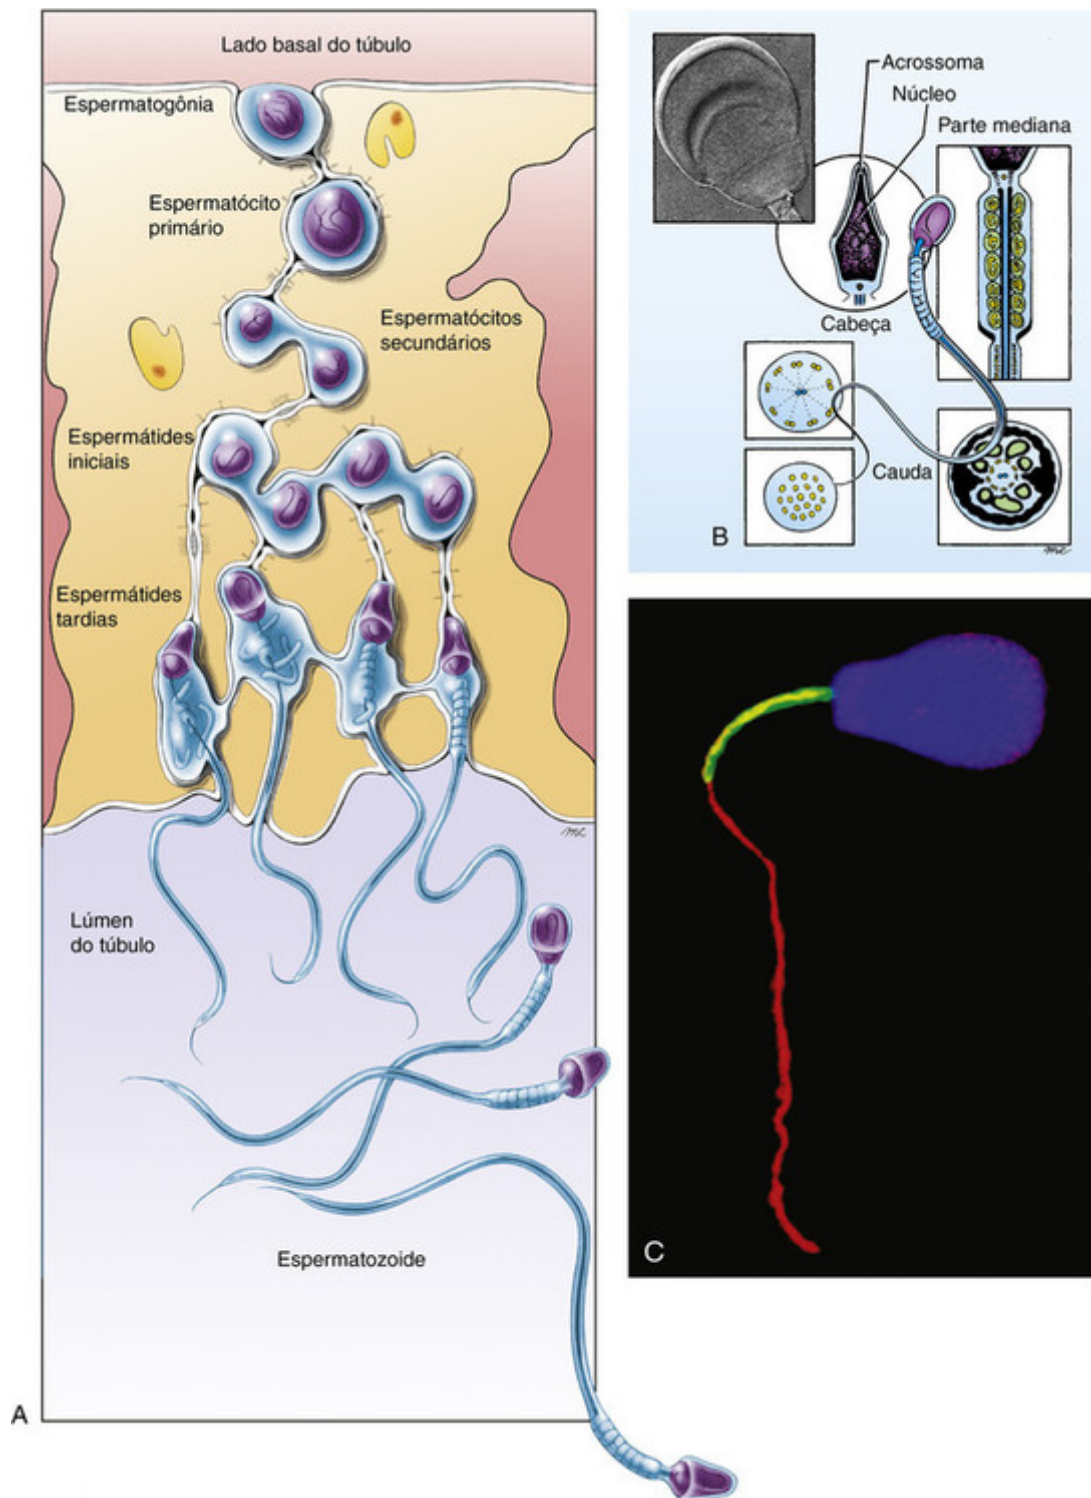 Lado basal do túbulo
Espermatogônia
Espermatócito
primário
Espermatócitos
secundários
Espermátides
iniciais
Espermátides
tardias
Lúmen
do túbulo
Espermatozoide
A
Acrossoma
Núcleo
Parte mediana
Cabeça
Cauda
B
C